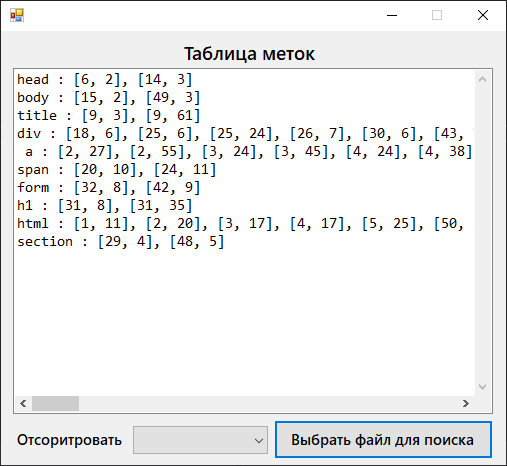 Таблица меток
head : [6, 2], [14, 3]
body : [15, 2], [49, 3]
title : [9, 3], [9, 61]
div : [18, 6], [25, 6], [25, 24], [26, 7], [30, 6], [43,
a : [2, 27], [2, 55], [3, 24], [3, 45], [4, 24], [4, 38]
span : [20, 10], [24, 11]
form : [32, 8], [42, 9]
h1 : [31, 8], [31, 35]
html : [1, 11], [2, 20], [3, 17], [4, 17], [5, 25], [50,
section : [29, 4], [48, 5]
Отсоритровать Выбрать файл для поиска